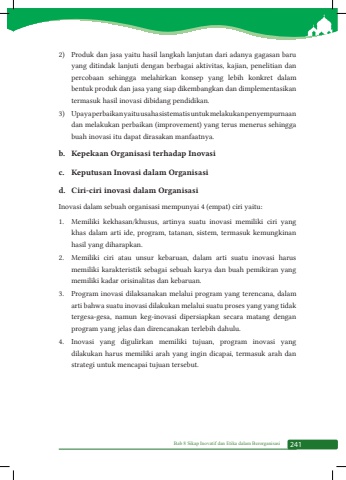 2) Produk dan jasa yaitu hasil langkah lanjutan dari adanya gagasan baru
yang ditindak lanjuti dengan berbagai aktivitas, kajian, penelitian dan
percobaan sehingga melahirkan konsep yang lebih konkret dalam
bentuk produk dan jasa yang siap dikembangkan dan dimplementasikan
termasuk hasil inovasi dibidang pendidikan.
3) Upaya perbaikan yaitu usaha sistematis untuk melakukan penyempurnaan
dan melakukan perbaikan (improvement) yang terus menerus sehingga
buah inovasi itu dapat dirasakan manfaatnya.
b. Kepekaan Organisasi terhadap Inovasi
c. Keputusan Inovasi dalam Organisasi
d. Ciri-ciri inovasi dalam Organisasi
Inovasi dalam sebuah organisasi mempunyai 4 (empat) ciri yaitu:
1. Memiliki kekhasan/khusus, artinya suatu inovasi memiliki ciri yang
khas dalam arti ide, program, tatanan, sistem, termasuk kemungkinan
hasil yang diharapkan.
2. Memiliki ciri atau unsur kebaruan, dalam arti suatu inovasi harus
memiliki karakteristik sebagai sebuah karya dan buah pemikiran yang
memiliki kadar orisinalitas dan kebaruan.
3. Program inovasi dilaksanakan melalui program yang terencana, dalam
arti bahwa suatu inovasi dilakukan melalui suatu proses yang yang tidak
tergesa-gesa, namun keg-inovasi dipersiapkan secara matang dengan
program yang jelas dan direncanakan terlebih dahulu.
4. Inovasi yang digulirkan memiliki tujuan, program inovasi yang
dilakukan harus memiliki arah yang ingin dicapai, termasuk arah dan
strategi untuk mencapai tujuan tersebut.
Bab 8 Sikap Inovatif dan Etika dalam Berorganisasi 241